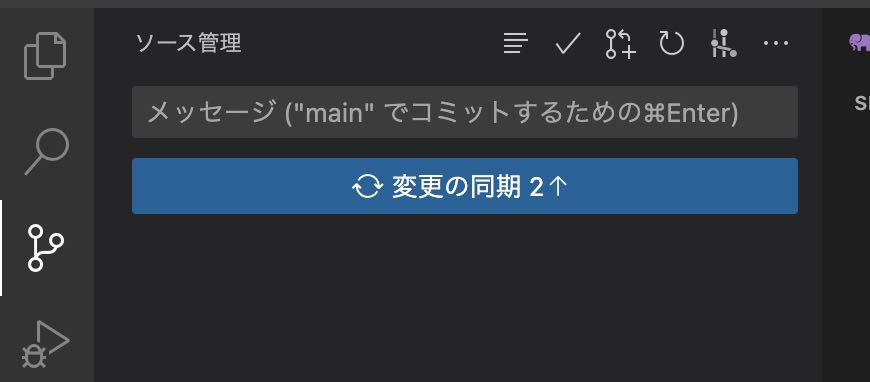 ソース管理
メッセージ ("main" でコミットするための⌘Enter)
変更の同期 2↑